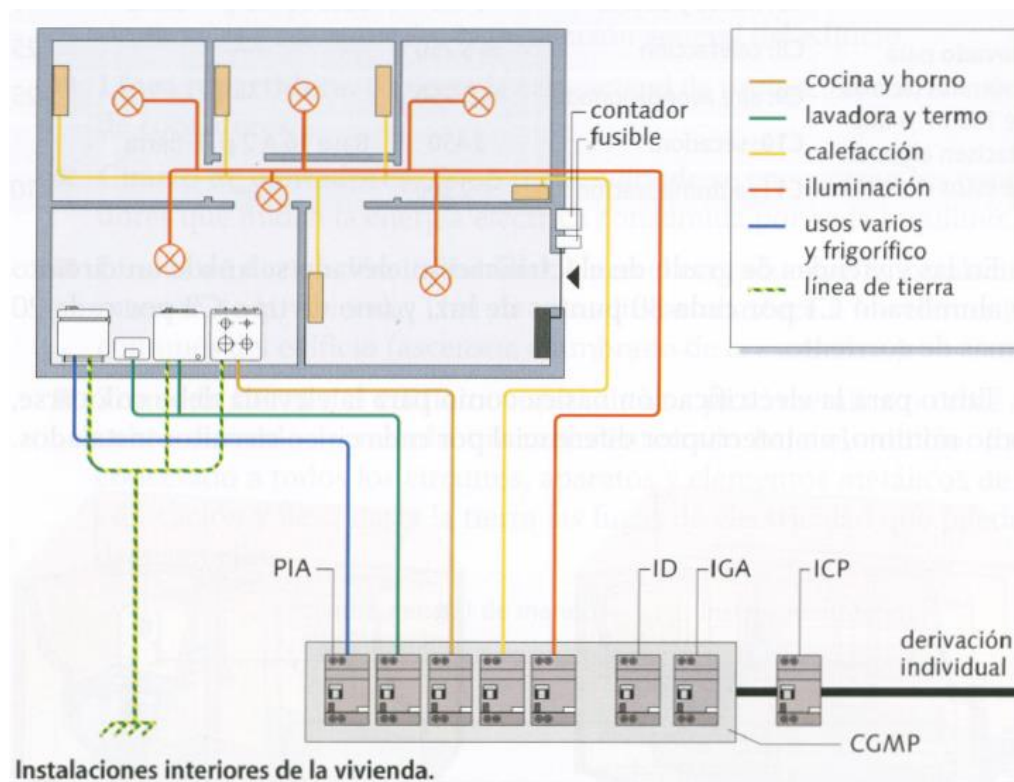 contador
fusible
cocina y horno
lavadora y termo
calefacción
iluminación
usos varios
y frigorífico
línea de tierra
PIA
ID
IGA
ICP
derivación
individual
CGMP
Instalaciones interiores de la vivienda.